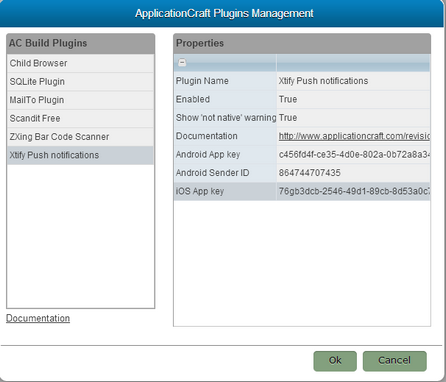 ApplicationCraft Plugins Management
AC Build Plugins
Child Browser
SQLite Plugin
MailTo Plugin
Scandit Free
ZXing Bar Code Scanner
Xtify Push notifications
Documentation
Properties
Plugin Name Xtify Push notifications
Enabled True
Show 'not native' warning True
Documentation http://www.applicationcraft.com/revisic
Android App key c456fd4f-ce35-4d0e-802a-0b72a8a34
Android Sender ID 864744707435
iOS App key 76gb3dcb-2546-49d1-89cb-8d53a0c7
Ok Cancel